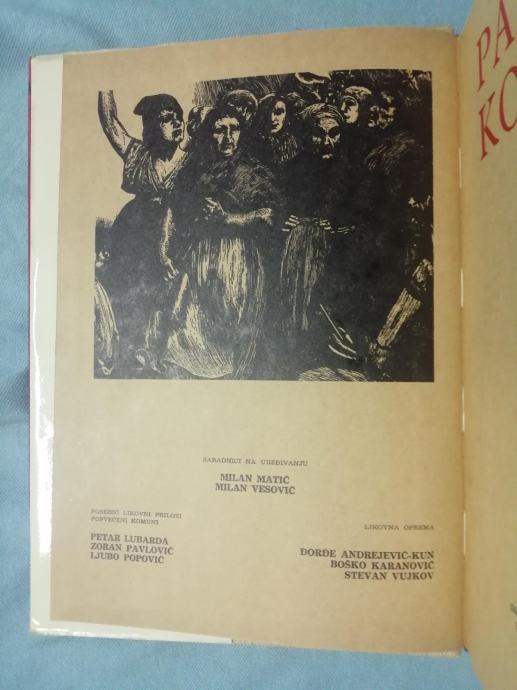 PA
KO
SARADNICI NA UREĐIVANJU
MILAN MATIĆ
MILAN VESOVIĆ
POSEBNI LIKOVNI PRILOZI
POSVEĆENI KOMUNI
PETAR LUBARDA
ZORAN PAVLOVIĆ
LJUBO POPOVIĆ
LIKOVNA OPREMA
ĐORĐE ANDREJEVIĆ-KUN
BOŠKO KARANOVIĆ
STEVAN VUJKOV